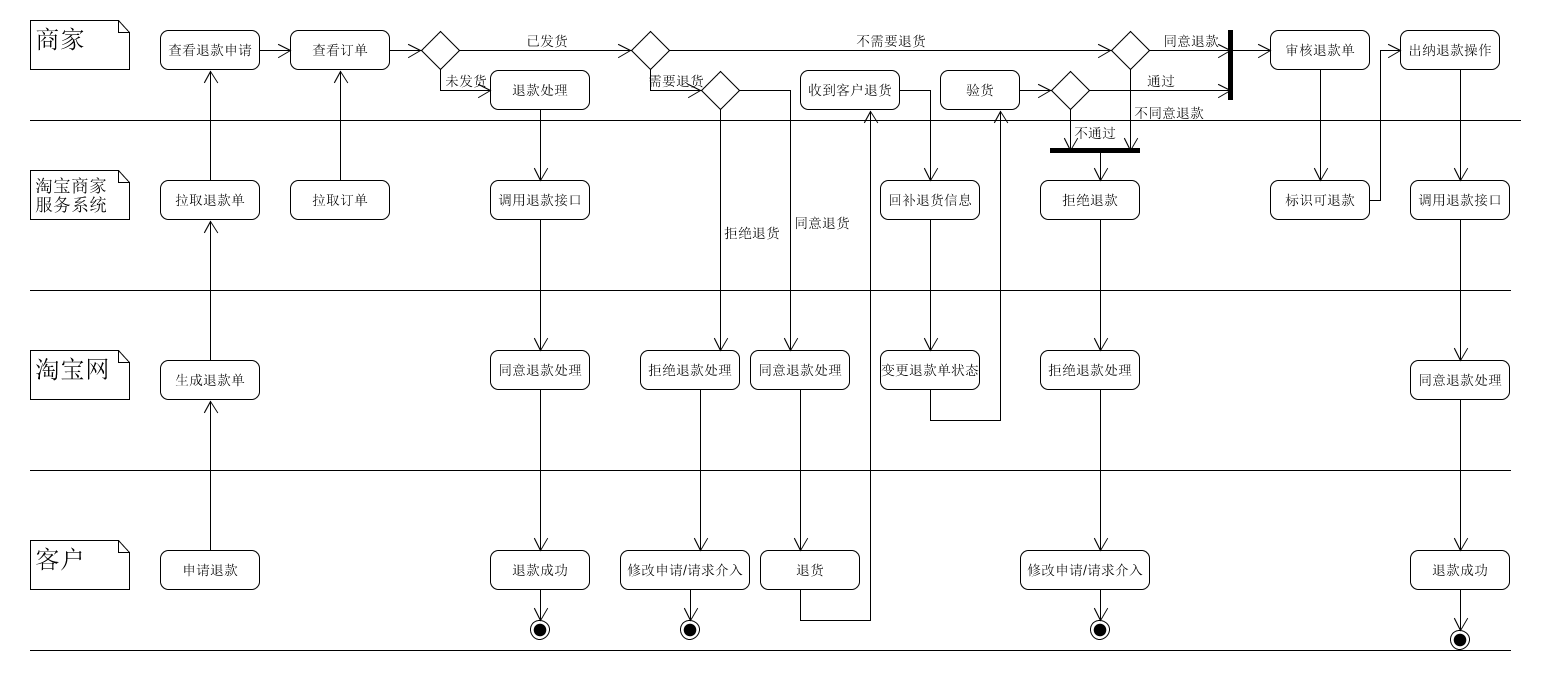 商家
查看退款申请
查看订单
已发货
未发货
退款处理
不需要退货
需要退货
收到客户退货
验货
同意退款
通过
不同意退款
不通过
审核退款单
出纳退款操作
淘宝商家
服务系统
拉取退款单
拉取订单
调用退款接口
拒绝退货
同意退货
回补退货信息
拒绝退款
标识可退款
调用退款接口
淘宝网
生成退款单
同意退款处理
拒绝退款处理
同意退款处理
变更退款单状态
拒绝退款处理
同意退款处理
客户
申请退款
退款成功
修改申请/请求介入
退货
修改申请/请求介入
退款成功